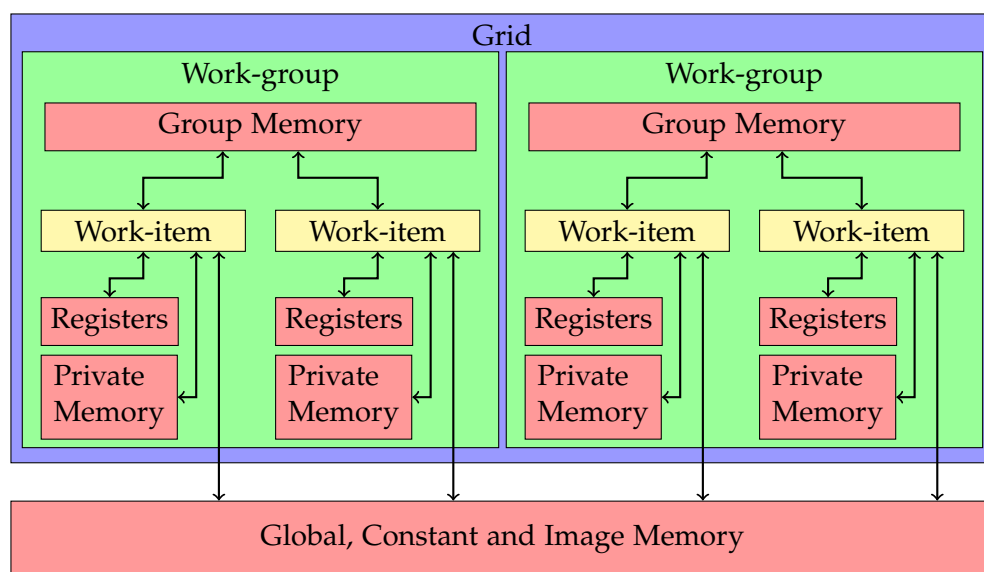 Grid
Work-group
Work-group
Group Memory
Group Memory
Work-item
Work-item
Work-item
Work-item
Registers
Registers
Registers
Registers
Private
Memory
Private
Memory
Private
Memory
Private
Memory
Global, Constant and Image Memory